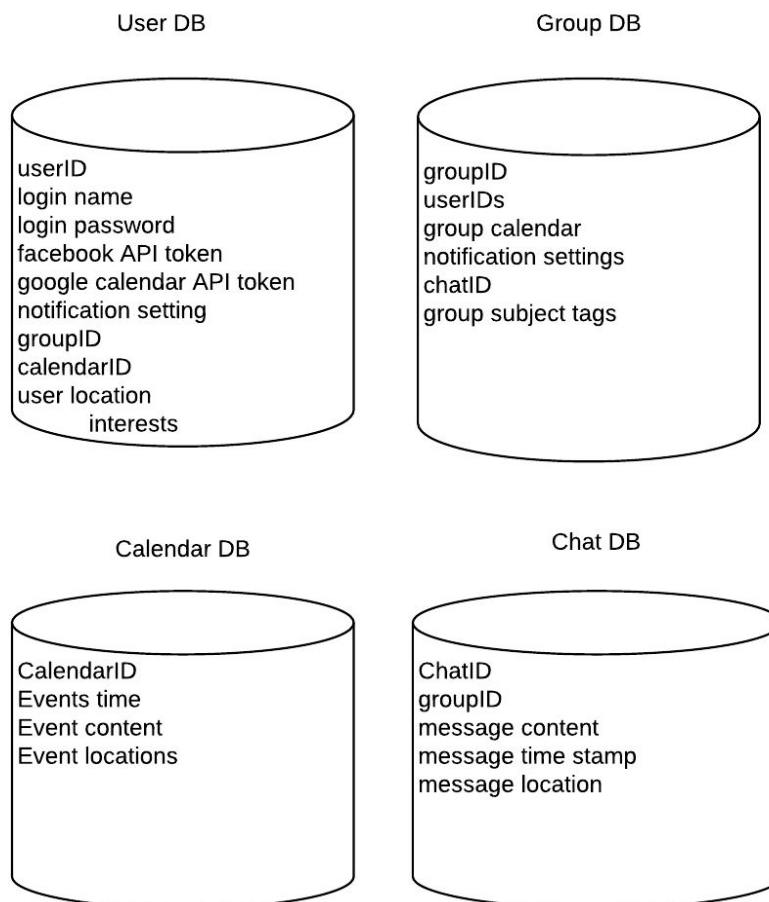 User DB
userID
login name
login password
facebook API token
google calendar API token
notification setting
groupID
calendarID
user location
interests
Group DB
groupID
userIDs
group calendar
notification settings
chatID
group subject tags
Calendar DB
CalendarID
Events time
Event content
Event locations
Chat DB
ChatID
groupID
message content
message time stamp
message location